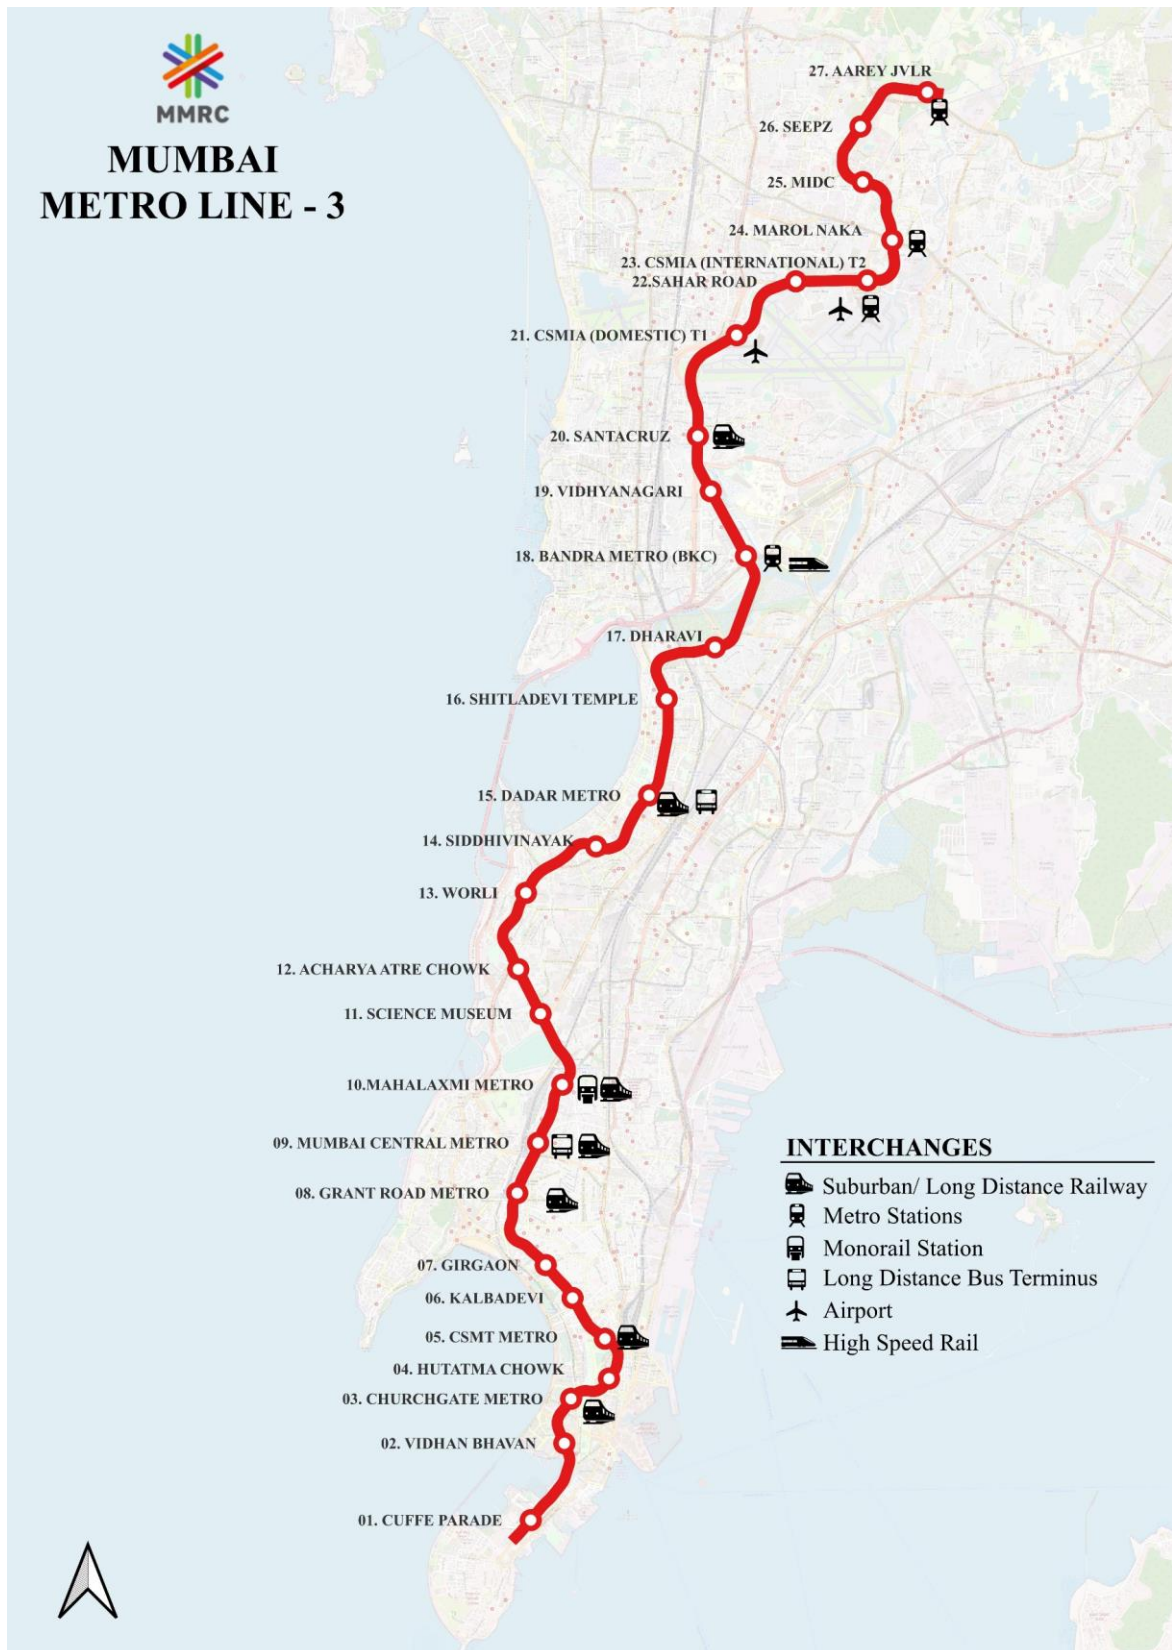 MMRC
MUMBAI
METRO LINE - 3
27. AAREY JVLR
26. SEEPZ
25. MIDC
24. MAROL NAKA
23. CSMIA (INTERNATIONAL) T2
22.SAHAR ROAD
21. CSMIA (DOMESTIC) T1
20. SANTACRUZ
19. VIDHYANAGARI
18. BANDRA METRO (BKC)
17. DHARAVI
16. SHITLADEVI TEMPLE
15. DADAR METRO
14. SIDDHIVINAYAK
13. WORLI
12. ACHARYA ATRE CHOWK
11. SCIENCE MUSEUM
10.MAHALAXMI METRO
09. MUMBAI CENTRAL METRO
08. GRANT ROAD METRO
07. GIRGAON
06. KALBADEVI
05. CSMT METRO
04. HUTATMA CHOWK
03. CHURCHGATE METRO
02. VIDHAN BHAVAN
01. CUFFE PARADE
INTERCHANGES
Suburban/ Long Distance Railway
Metro Stations
Monorail Station
Long Distance Bus Terminus
Airport
High Speed Rail